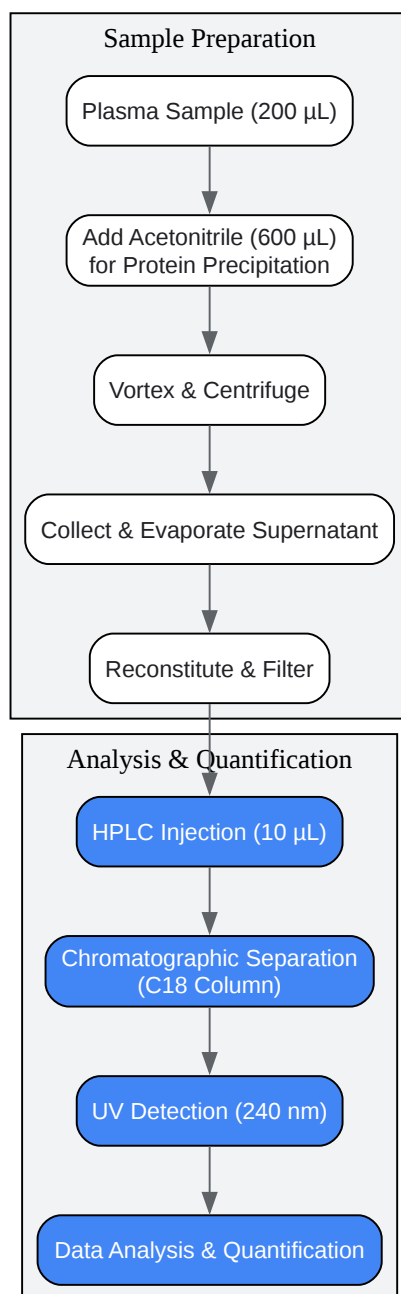 Sample Preparation
Plasma Sample (200 µL)
Add Acetonitrile (600 µL)
for Protein Precipitation
Vortex & Centrifuge
Collect & Evaporate Supernatant
Reconstitute & Filter
Analysis & Quantification
HPLC Injection (10 µL)
Chromatographic Separation
(C18 Column)
UV Detection (240 nm)
Data Analysis & Quantification